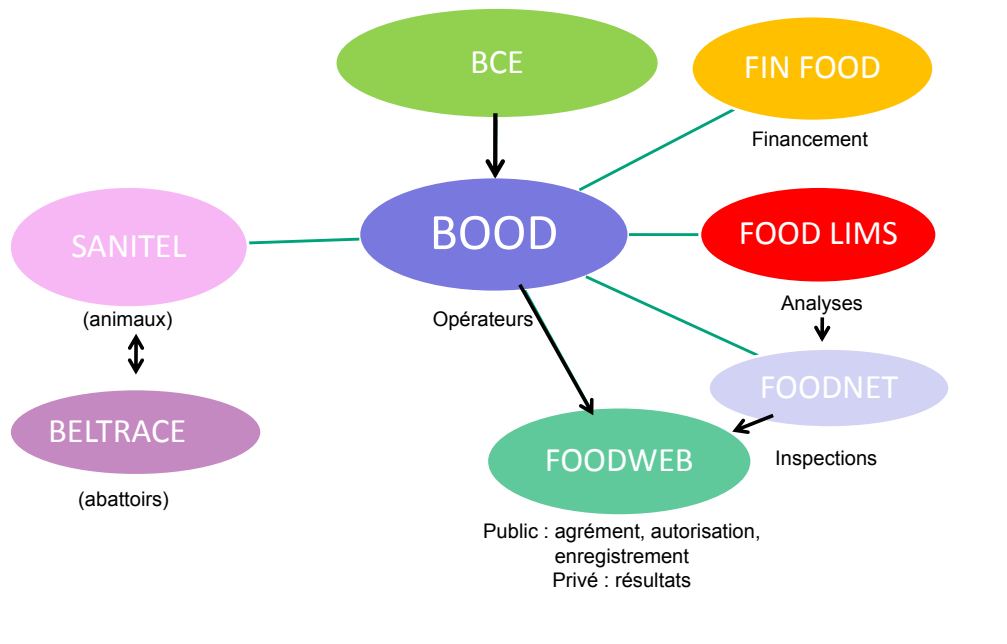 BCE
FIN FOOD
Financement
SANITEL
BOOD
FOOD LIMS
(animaux)
Opérateurs
Analyses
BELTRACE
FOODNET
(abattoirs)
FOODWEB
Inspections
Public : agrément, autorisation,
enregistrement
Privé : résultats